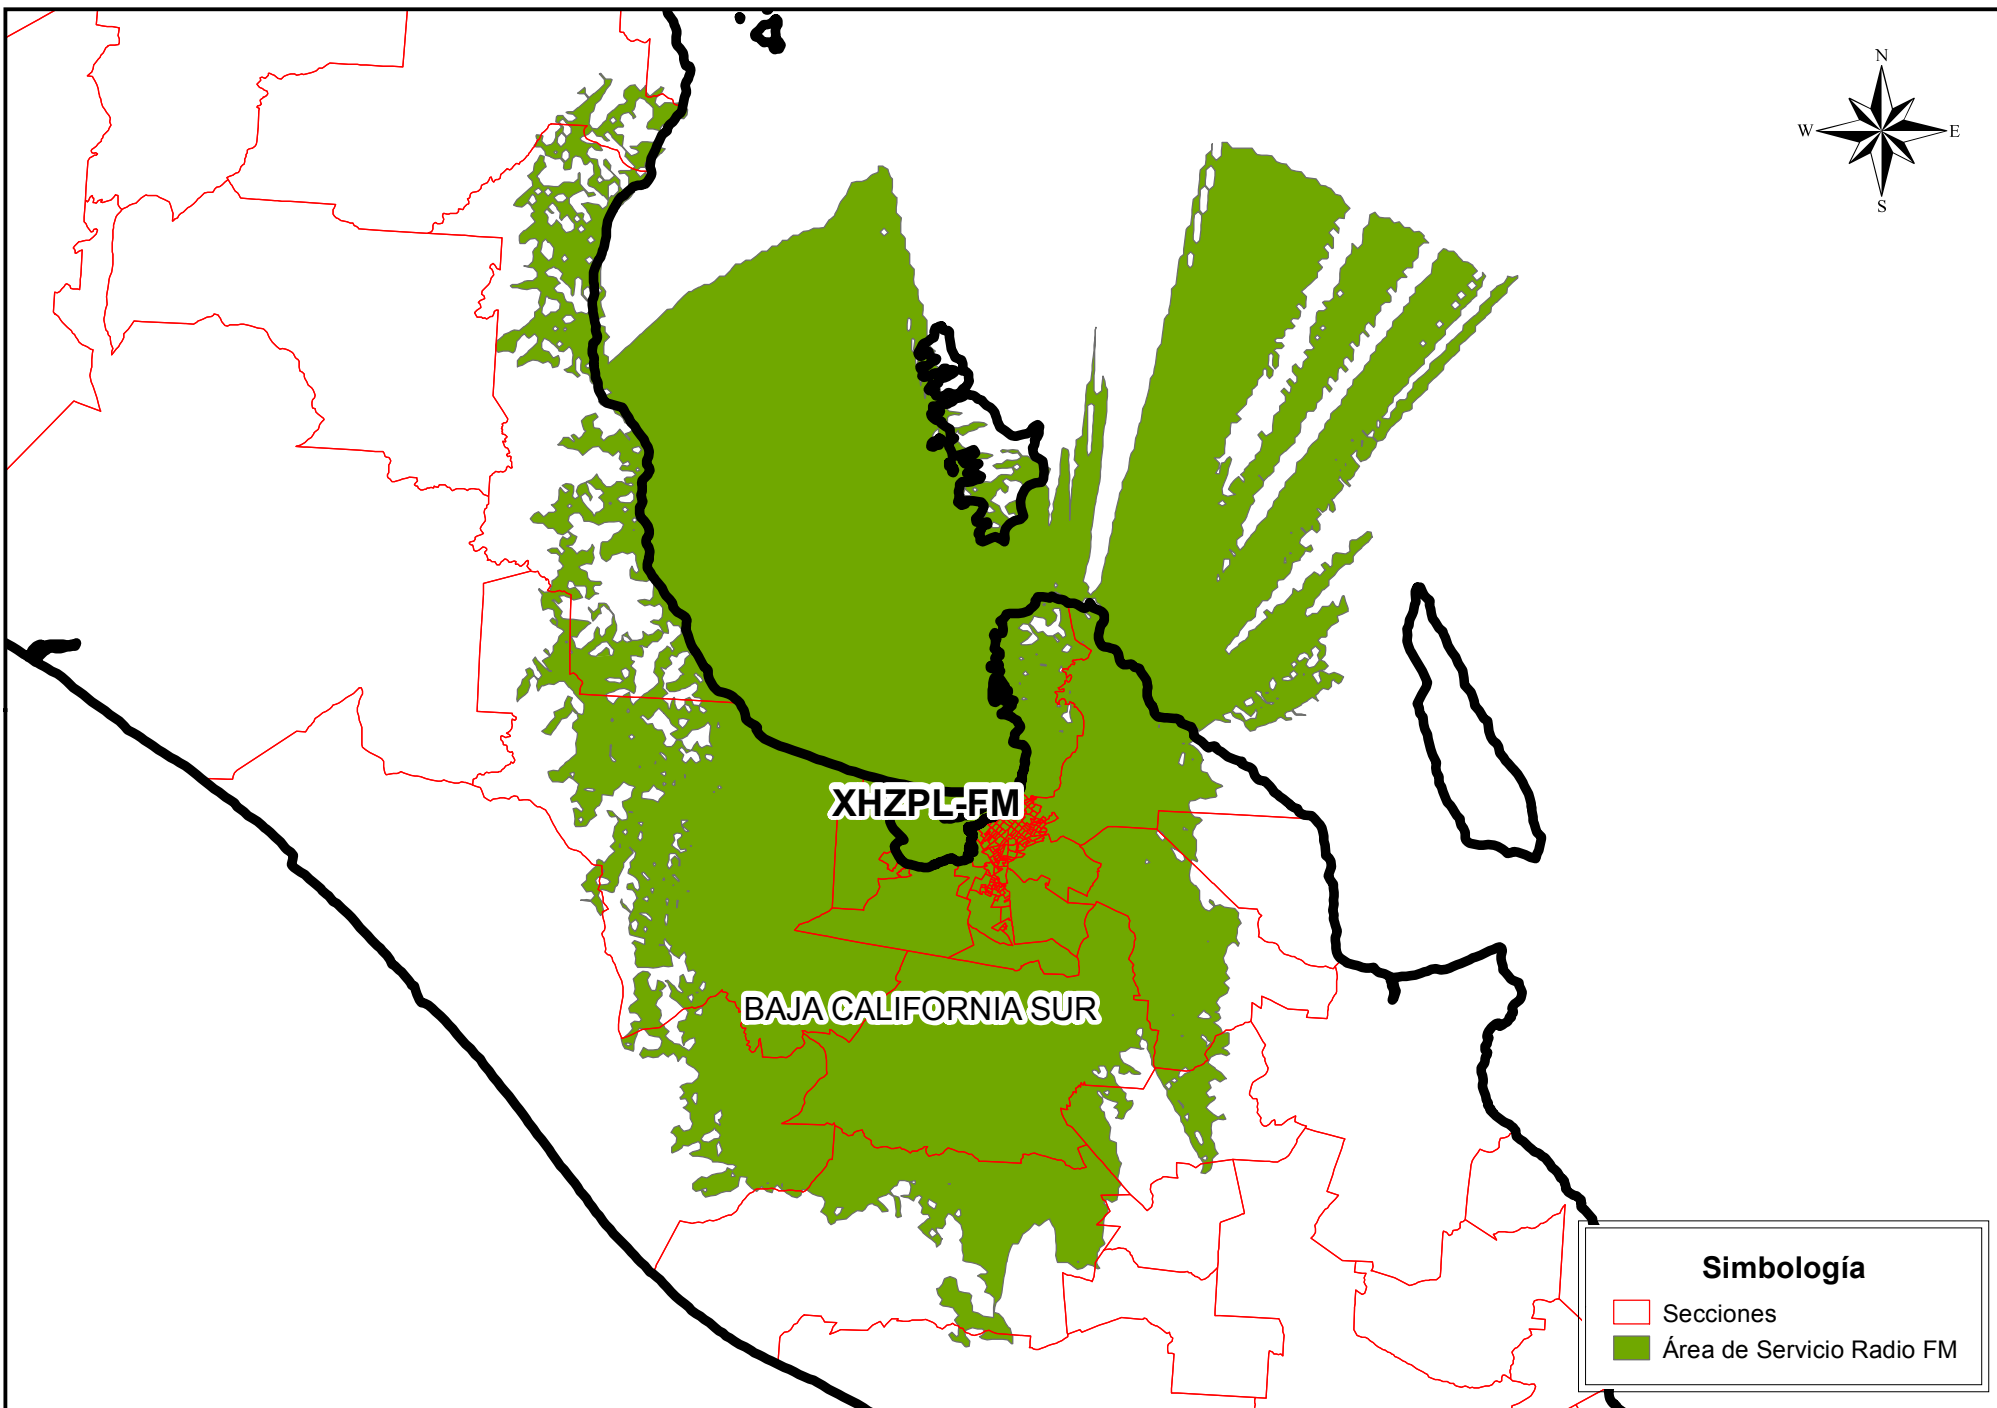 N
W E
S
XHZPL-FM
BAJA CALIFORNIA SUR
Simbología
Secciones
Área de Servicio Radio FM